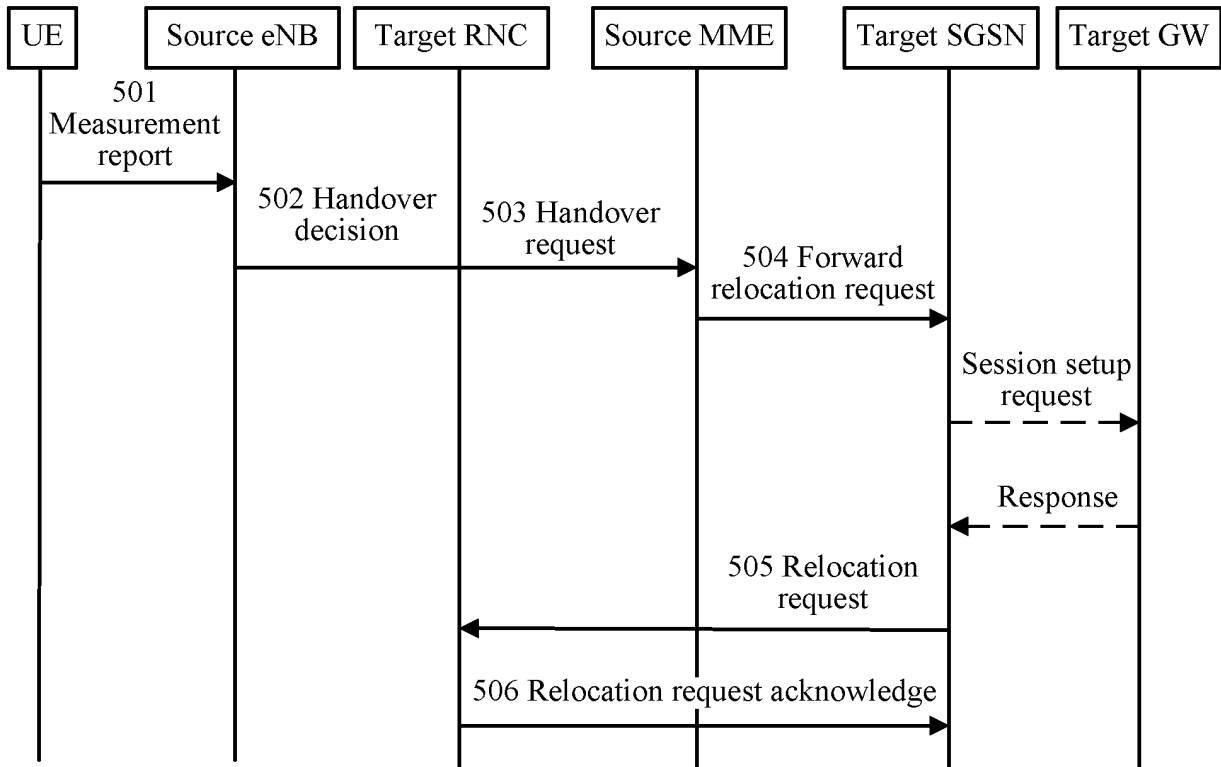 UE
Source eNB
Target RNC
Source MME
Target SGSN
Target GW
501
Measurement
report
502 Handover
decision
503 Handover
request
504 Forward
relocation request
Session setup
request
Response
505 Relocation
request
506 Relocation request acknowledge